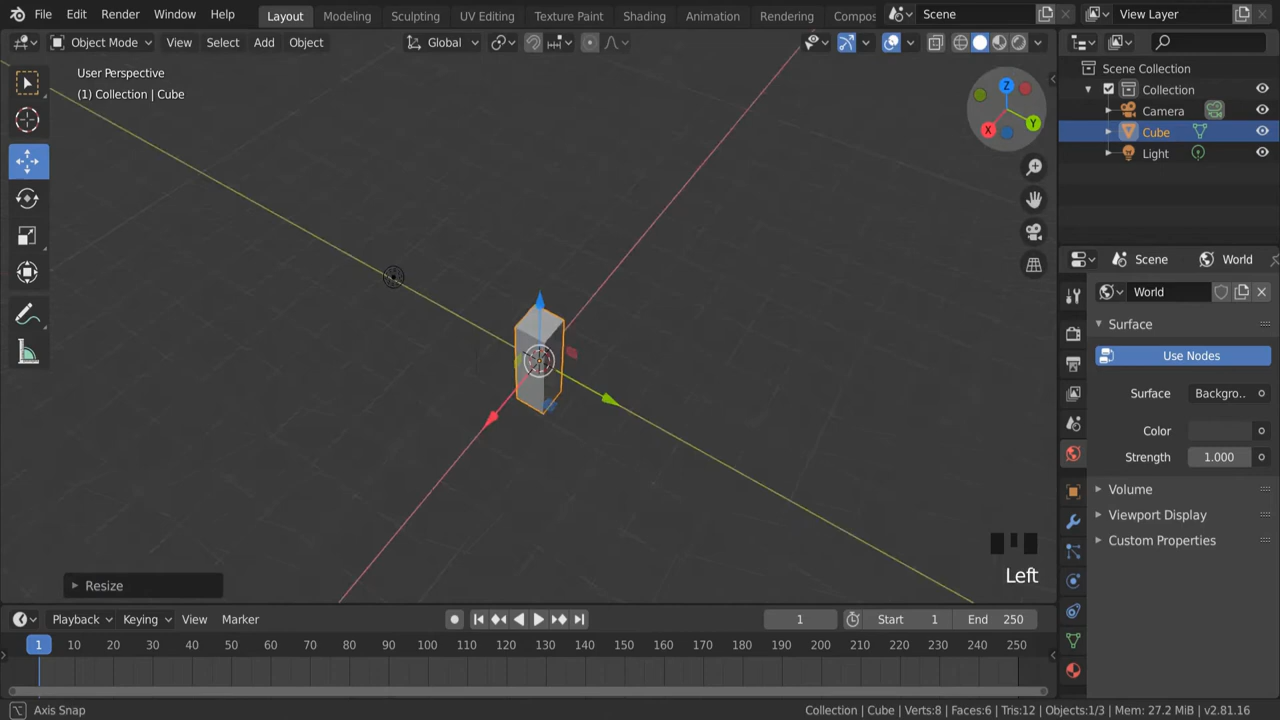 File Edit Render Window Help Layout Modeling Sculpting UV Editing Texture Paint Shading Animation Rendering Compos Scene View Layer
Object Mode View Select Add Object Global
User Perspective
(1) Collection | Cube
Z
Y
X
Scene Collection
Collection
Camera
Cube
Light
Scene World
World
Surface
Use Nodes
Surface Backgro...
Color
Strength 1.000
Volume
Viewport Display
Custom Properties
Left
Resize
Playback Keying View Marker 1 Start 1 End 250
1 10 20 30 40 50 60 70 80 90 100 110 120 130 140 150 160 170 180 190 200 210 220 230 240 250
Axis Snap Collection | Cube | Verts:8 | Faces:6 | Tris:12 | Objects:1/3 | Mem: 27.2 MiB | v2.81.16